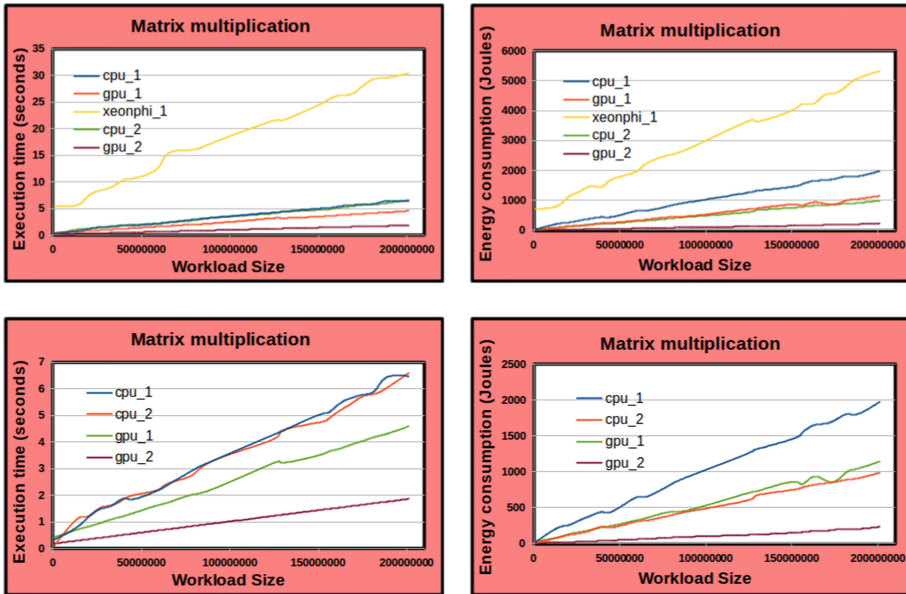 Matrix multiplication
Execution time (seconds)
35
30
25
20
15
10
5
0
cpu_1
gpu_1
xeonphi_1
cpu_2
gpu_2
0 50000000 100000000 150000000 200000000
Workload Size
Matrix multiplication
Energy consumption (Joules)
6000
5000
4000
3000
2000
1000
0
cpu_1
gpu_1
xeonphi_1
cpu_2
gpu_2
0 50000000 100000000 150000000 200000000
Workload Size
Matrix multiplication
Execution time (seconds)
7
6
5
4
3
2
1
0
cpu_1
cpu_2
gpu_1
gpu_2
0 50000000 100000000 150000000 200000000
Workload Size
Matrix multiplication
Energy consumption (Joules)
2500
2000
1500
1000
500
0
cpu_1
cpu_2
gpu_1
gpu_2
0 50000000 100000000 150000000 200000000
Workload Size